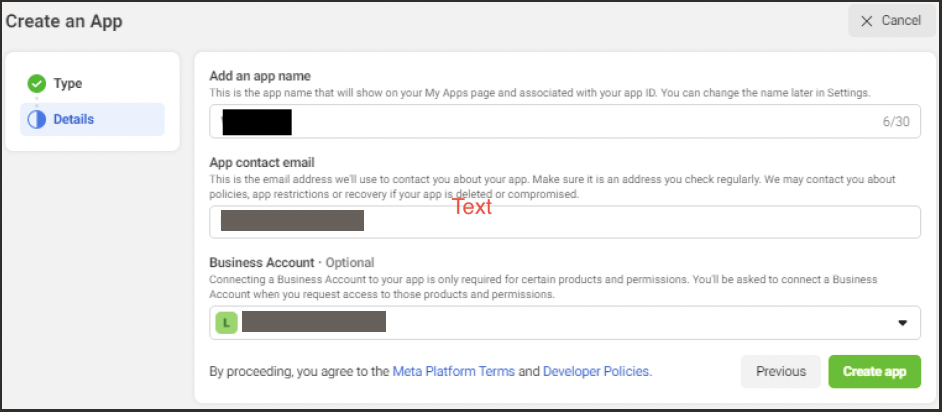 Create an App
Cancel
Type
Details
Add an app name
This is the app name that will show on your My Apps page and associated with your app ID. You can change the name later in Settings.
6/30
App contact email
This is the email address we'll use to contact you about your app. Make sure it is an address you check regularly. We may contact you about
policies, app restrictions or recovery if your app is deleted or compromised.
Text
Business Account · Optional
Connecting a Business Account to your app is only required for certain products and permissions. You'll be asked to connect a Business
Account when you request access to those products and permissions.
L
By proceeding, you agree to the Meta Platform Terms and Developer Policies.
Previous
Create app